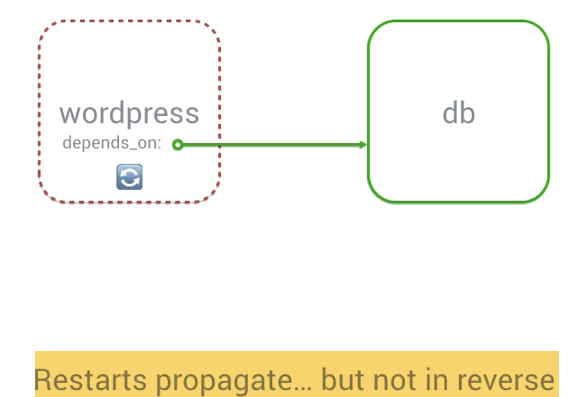 wordpress
depends_on:
db
Restarts propagate... but not in reverse